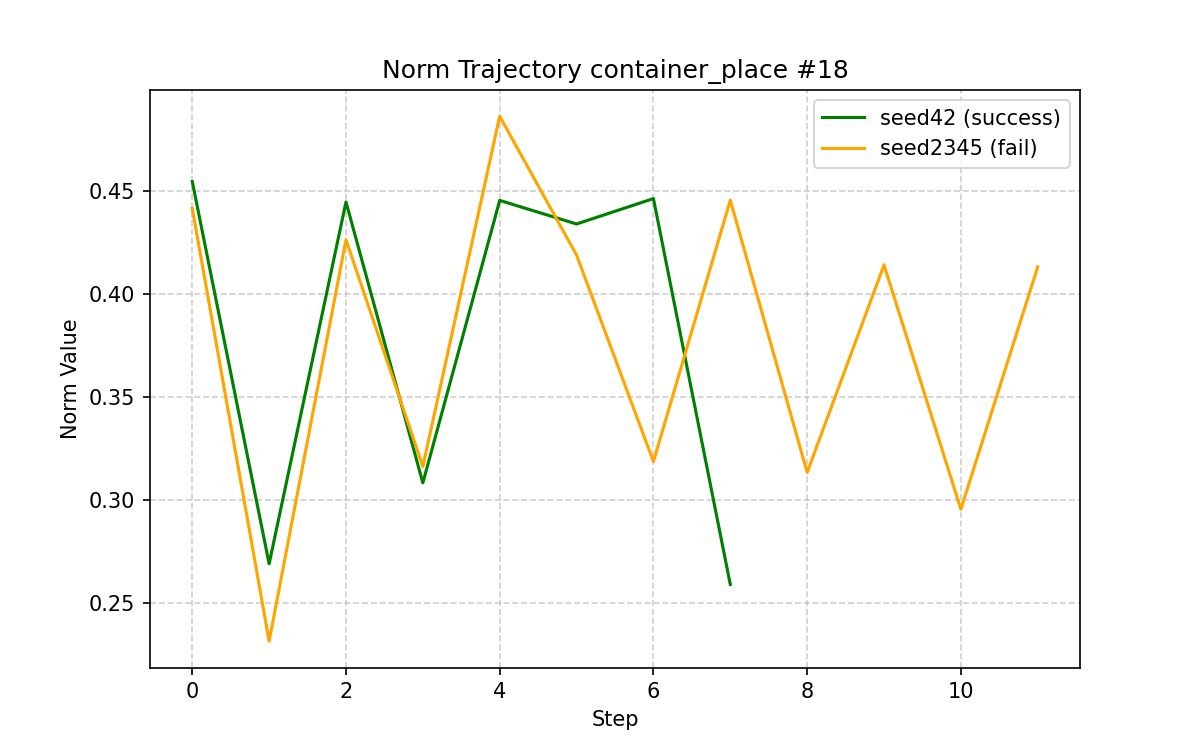 Norm Trajectory container_place #18
seed42 (success)
seed2345 (fail)
Norm Value
0.45
0.40
0.35
0.30
0.25
0 2 4 6 8 10
Step